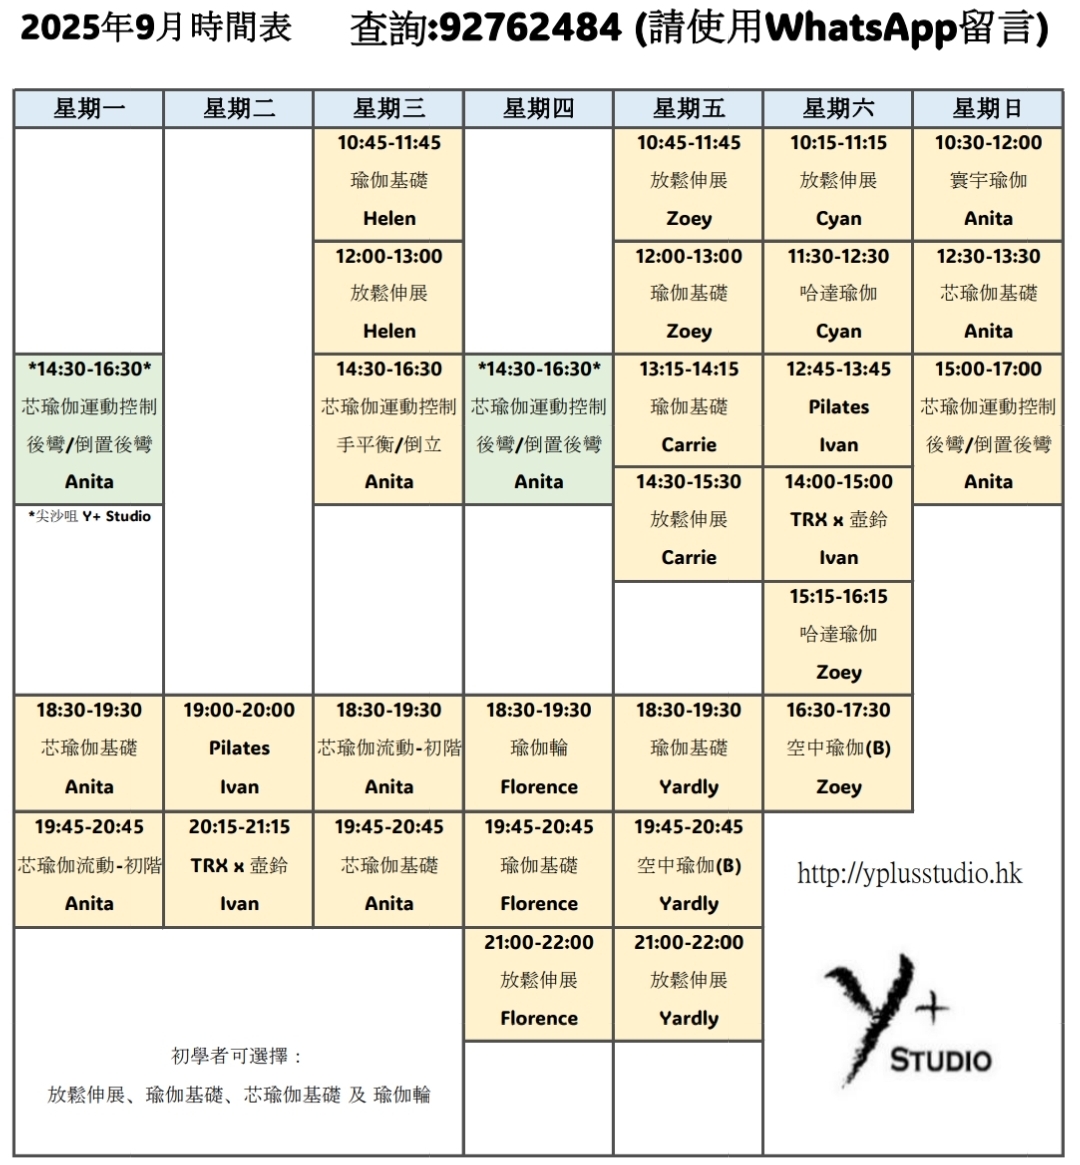 2025年9月時間表 查詢:92762484 (請使用WhatsApp留言)
星期一 星期二 星期三 星期四 星期五 星期六 星期日
10:45-11:45 10:45-11:45 10:15-11:15 10:30-12:00
瑜伽基礎 放鬆伸展 放鬆伸展 寰宇瑜伽
Helen Zoey Cyan Anita
12:00-13:00 12:00-13:00 11:30-12:30 12:30-13:30
放鬆伸展 瑜伽基礎 哈達瑜伽 芯瑜伽基礎
Helen Zoey Cyan Anita
*14:30-16:30* 14:30-16:30 *14:30-16:30* 13:15-14:15 12:45-13:45 15:00-17:00
芯瑜伽運動控制 芯瑜伽運動控制 芯瑜伽運動控制 瑜伽基礎 Pilates 芯瑜伽運動控制
後彎/倒置後彎 手平衡/倒立 後彎/倒置後彎 Carrie Ivan 後彎/倒置後彎
Anita Anita Anita 14:30-15:30 14:00-15:00 Anita
*尖沙咀 Y+ Studio 放鬆伸展 TRX x 壺鈴
Carrie Ivan
15:15-16:15
哈達瑜伽
Zoey
18:30-19:30 19:00-20:00 18:30-19:30 18:30-19:30 18:30-19:30 16:30-17:30
芯瑜伽基礎 Pilates 芯瑜伽流動-初階 瑜伽輪 瑜伽基礎 空中瑜伽(B)
Anita Ivan Anita Florence Yardly Zoey
19:45-20:45 20:15-21:15 19:45-20:45 19:45-20:45 19:45-20:45
芯瑜伽流動-初階 TRX x 壺鈴 芯瑜伽基礎 瑜伽基礎 空中瑜伽(B) http://yplusstudio.hk
Anita Ivan Anita Florence Yardly
21:00-22:00 21:00-22:00
放鬆伸展 放鬆伸展
Florence Yardly
Y+
STUDIO
初學者可選擇：
放鬆伸展、瑜伽基礎、芯瑜伽基礎 及 瑜伽輪